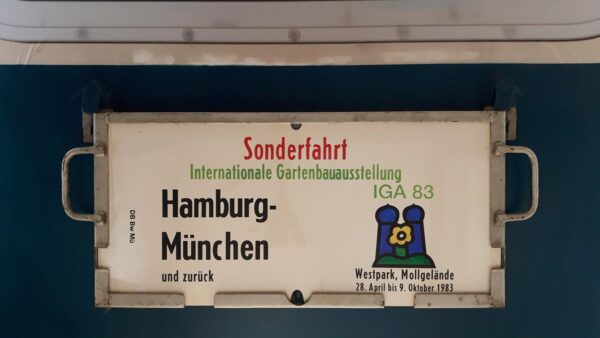 Sonderfahrt
Internationale Gartenbauausstellung
IGA 83
Hamburg-
München
und zurück
DB Bw Mü
Westpark, Mollgelände
28. April bis 9. Oktober 1983